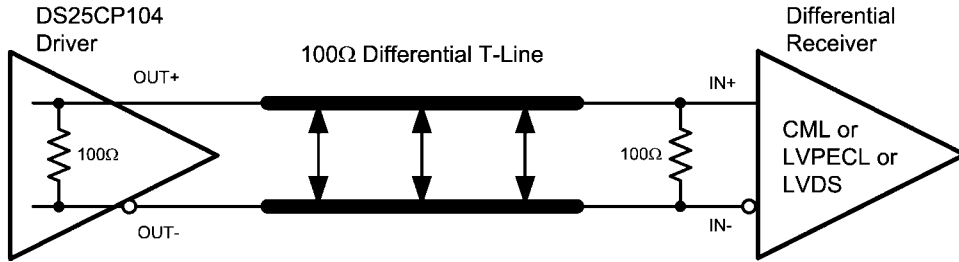 DS25CP104
Driver
100Ω Differential T-Line
Differential
Receiver
OUT+
IN+
100Ω
100Ω
CML or
LVPECL or
LVDS
OUT-
IN-